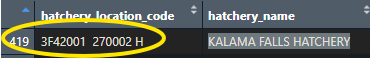 hatchery_location_code hatchery_name
419 3F42001 270002 H KALAMA FALLS HATCHERY